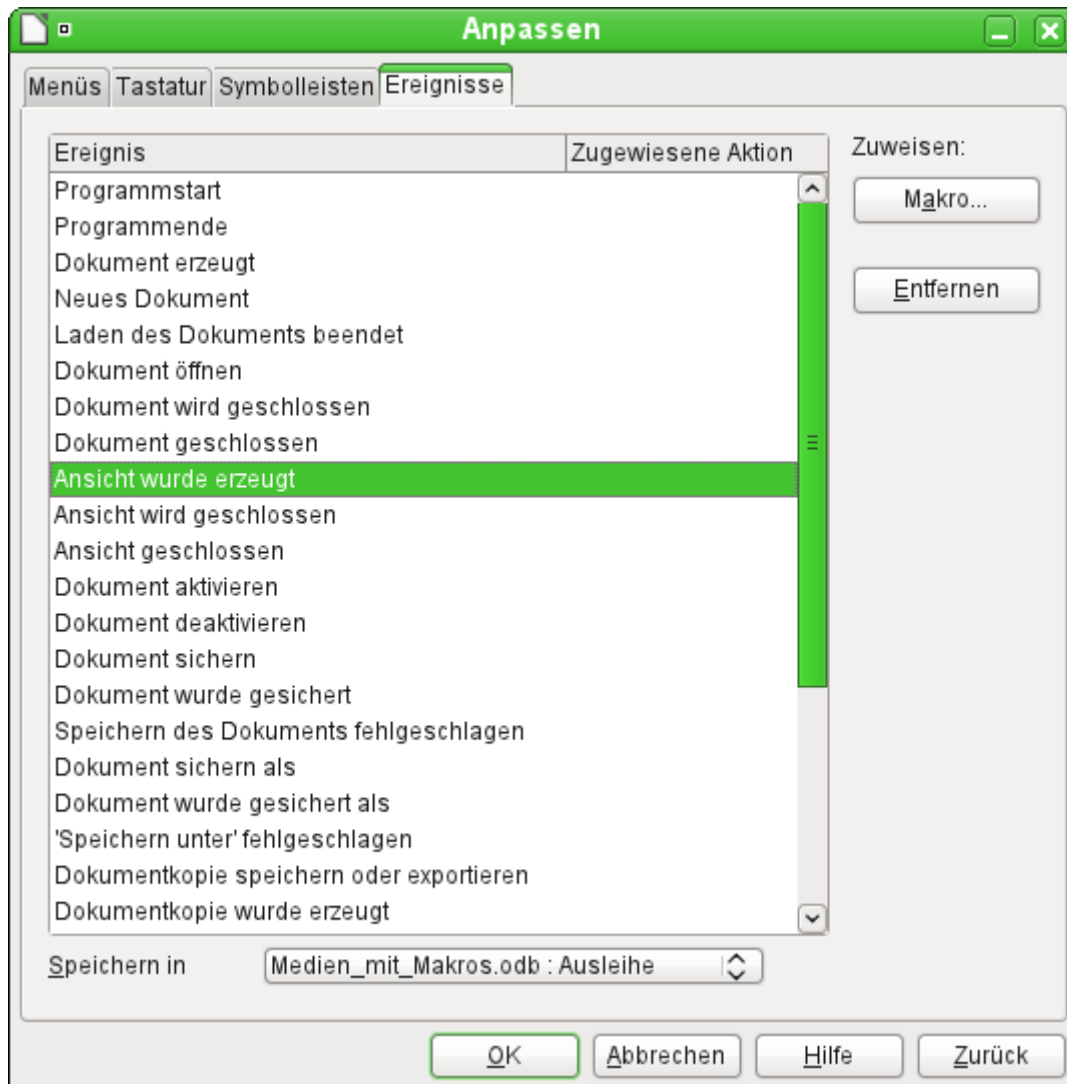 Anpassen
Menüs Tastatur Symbolleisten Ereignisse
Ereignis Zugewiesene Aktion
Zuweisen:
Programmstart
Makro...
Programmende
Dokument erzeugt
Neues Dokument
Entfernen
Laden des Dokuments beendet
Dokument öffnen
Dokument wird geschlossen
Dokument geschlossen
Ansicht wurde erzeugt
Ansicht wird geschlossen
Ansicht geschlossen
Dokument aktivieren
Dokument deaktivieren
Dokument sichern
Dokument wurde gesichert
Speichern des Dokuments fehlgeschlagen
Dokument sichern als
Dokument wurde gesichert als
'Speichern unter' fehlgeschlagen
Dokumentkopie speichern oder exportieren
Dokumentkopie wurde erzeugt
Speichern in Medien_mit_Makros.odb : Ausleihe
OK Abbrechen Hilfe Zurück